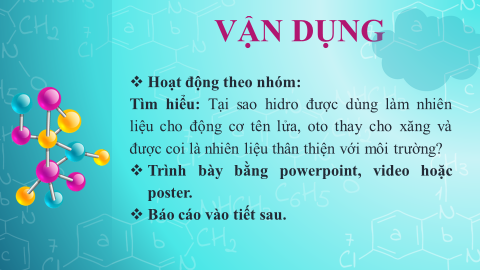 VẬN DỤNG
❖ Hoạt động theo nhóm:
Tìm hiểu: Tại sao hidro được dùng làm nhiên
liệu cho động cơ tên lửa, oto thay cho xăng và
được coi là nhiên liệu thân thiện với môi trường?
❖ Trình bày bằng powerpoint, video hoặc
poster.
❖ Báo cáo vào tiết sau.